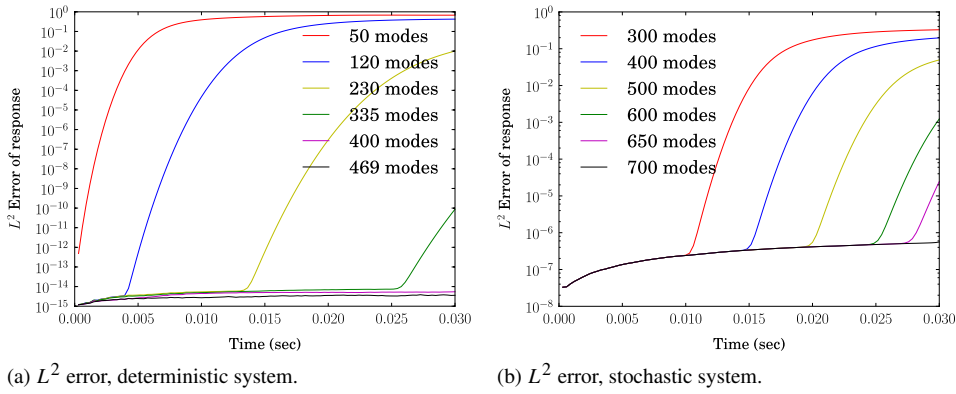 10^0
10^-1
10^-2
10^-3
10^-4
10^-5
10^-6
10^-7
10^-8
10^-9
10^-10
10^-11
10^-12
10^-13
10^-14
10^-15
L^2 Error of response
50 modes
120 modes
230 modes
335 modes
400 modes
469 modes
0.000 0.005 0.010 0.015 0.020 0.025 0.030
Time (sec)
(a) L^2 error, deterministic system.
10^0
10^-1
10^-2
10^-3
10^-4
10^-5
10^-6
10^-7
10^-8
L^2 Error of response
300 modes
400 modes
500 modes
600 modes
650 modes
700 modes
0.000 0.005 0.010 0.015 0.020 0.025 0.030
Time (sec)
(b) L^2 error, stochastic system.